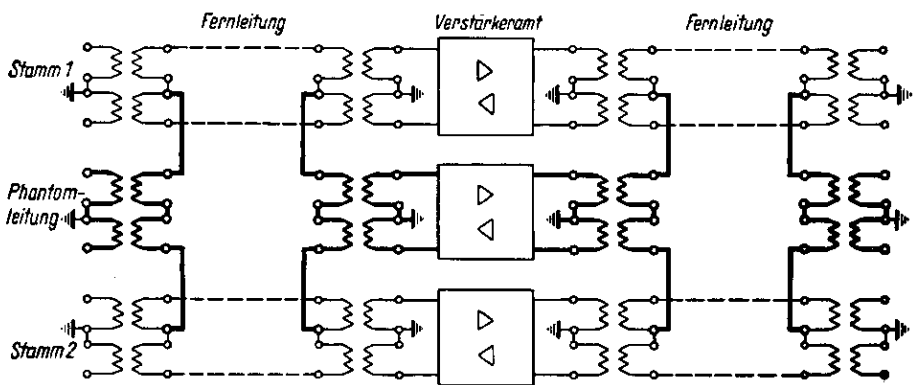 Fernleitung
Verstärkeramt
Fernleitung
Stamm 1
Phantom-
leitung
Stamm 2